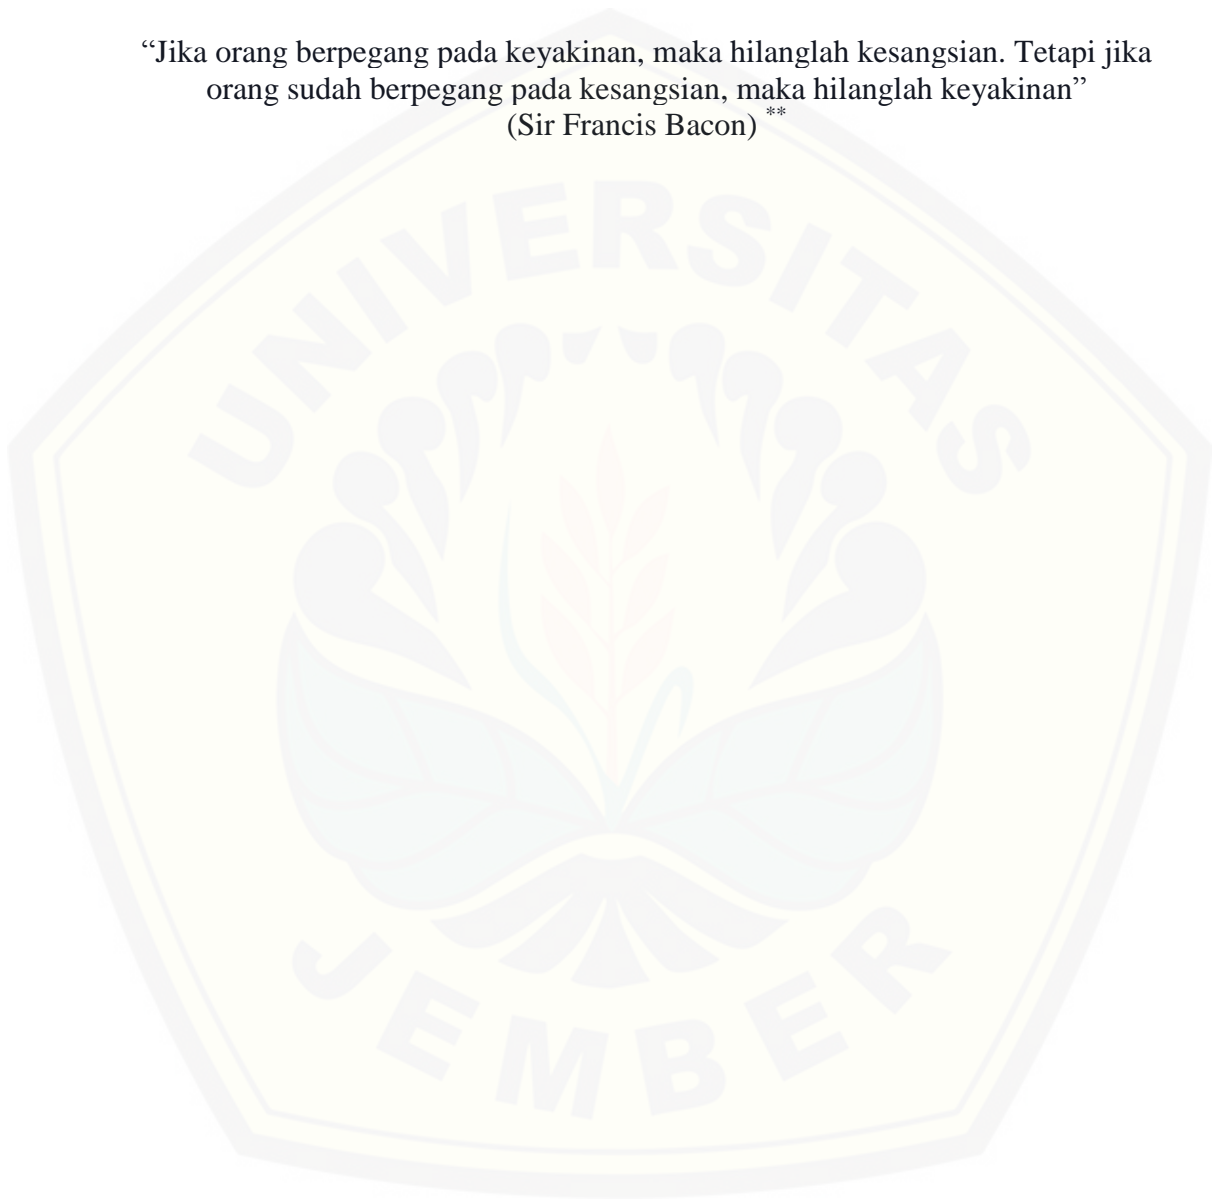 “Jika orang berpegang pada keyakinan, maka hilanglah kesangsian. Tetapi jika
orang sudah berpegang pada kesangsian, maka hilanglah keyakinan”
(Sir Francis Bacon) **
UNIVERSITAS
JEMBER